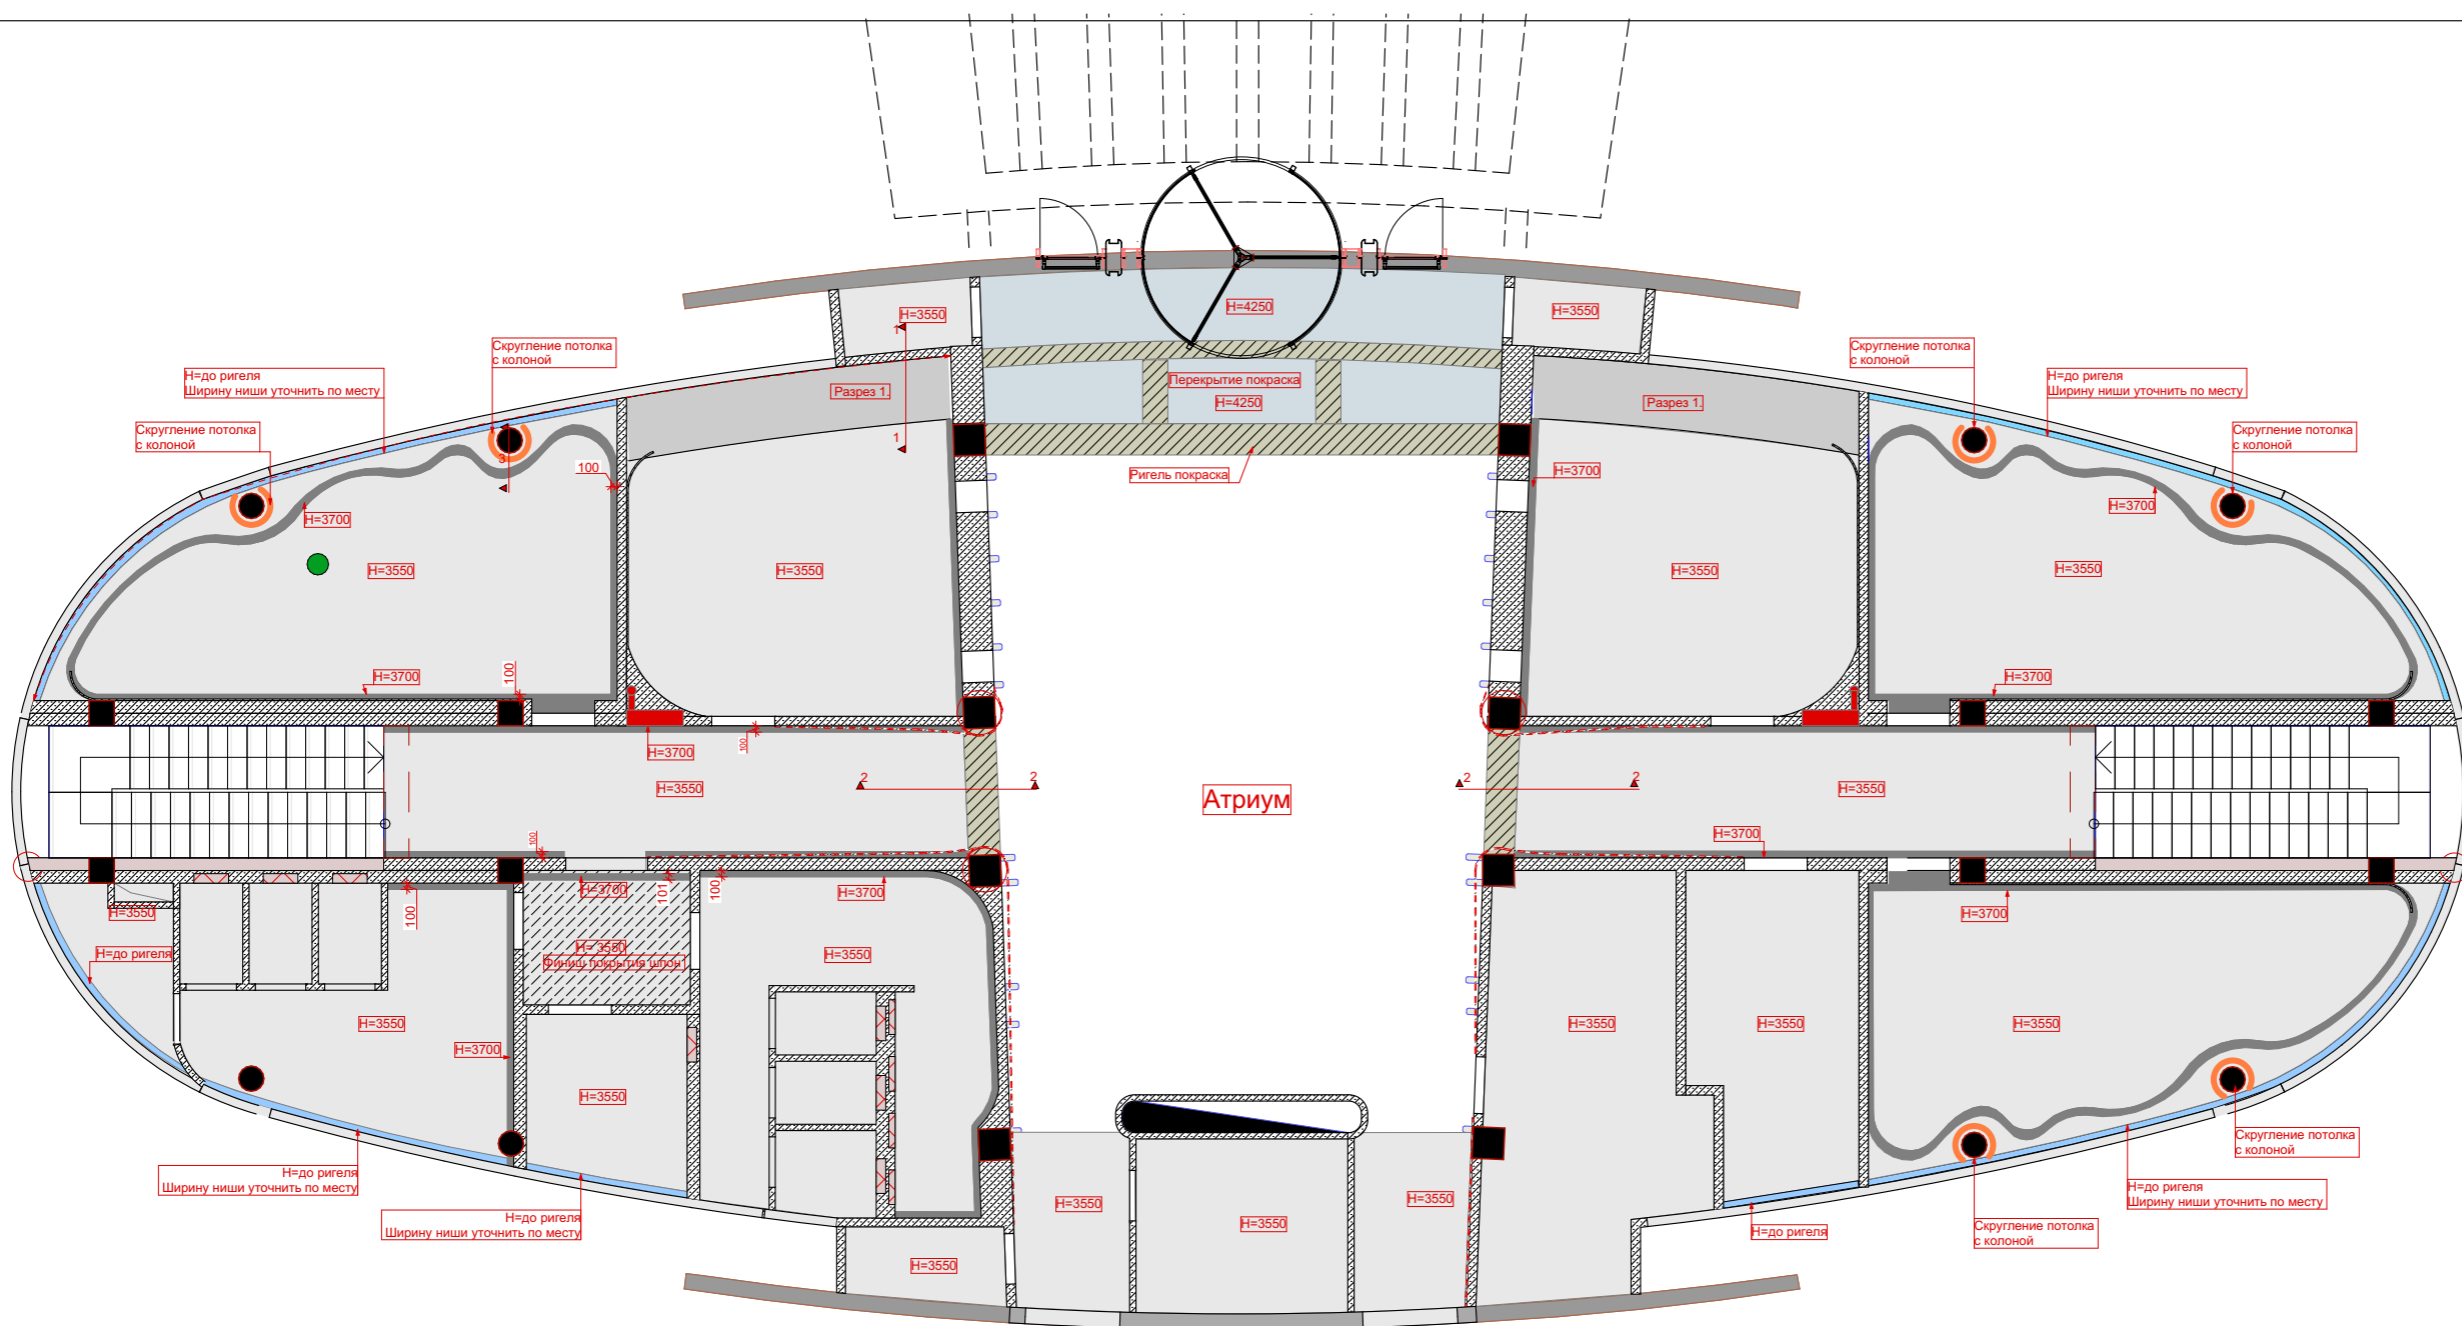 H=4250
H=3550
1
H=3550
Скругление потолка
с колоной
Скругление потолка
с колоной
H=до ригеля
Ширину ниши уточнить по месту
H=до ригеля
Ширину ниши уточнить по месту
Перекрытие покраска
H=4250
Разрез 1.
Разрез 1.
Скругление потолка
с колоной
Скругление потолка
с колоной
1
3
100
Ригель покраска
H=3700
H=3700
H=3700
H=3550
H=3550
H=3550
H=3550
H=3700
100
H=3700
100
H=3700
2
2
2
2
H=3550
Атриум
H=3550
100
H=3700
100
H=3700
101
100
H=3700
H=3550
100
H=3700
H=до ригеля
H= 3550
Финиш покрытия шпон
H=3550
H=3550
H=3700
H=3550
H=3550
H=3550
H=3550
H=до ригеля
Ширину ниши уточнить по месту
H=до ригеля
Ширину ниши уточнить по месту
H=3550
H=3550
H=3550
H=3550
Скругление потолка
с колоной
H=до ригеля
Ширину ниши уточнить по месту
H=до ригеля
Скругление потолка
с колоной